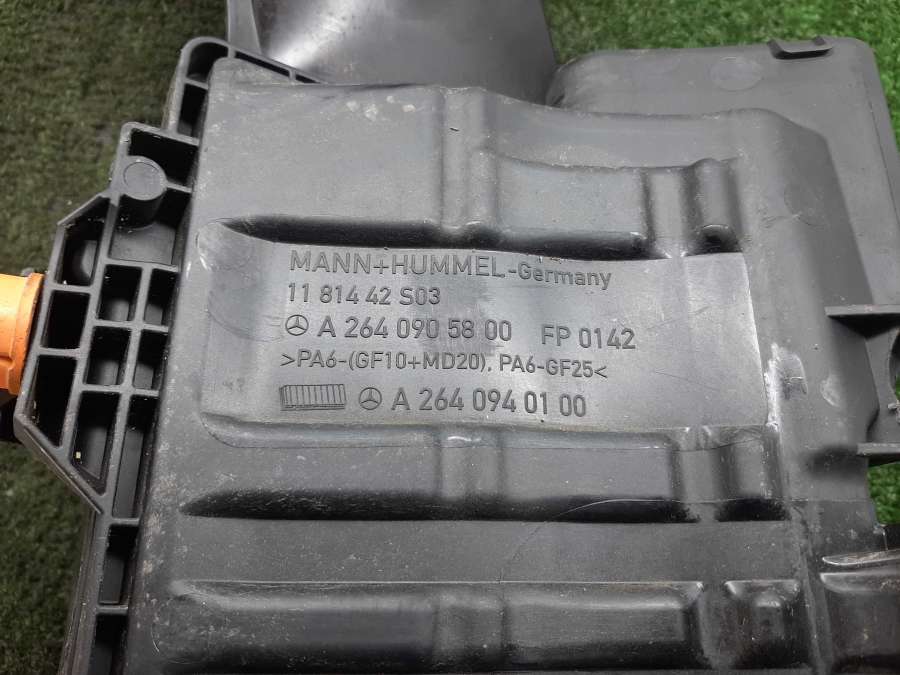 MANN+HUMMEL-Germany
11 814 42 S03
A 264 090 58 00 FP 0142
>PA6-(GF10+MD20), PA6-GF25<
A 264 094 01 00